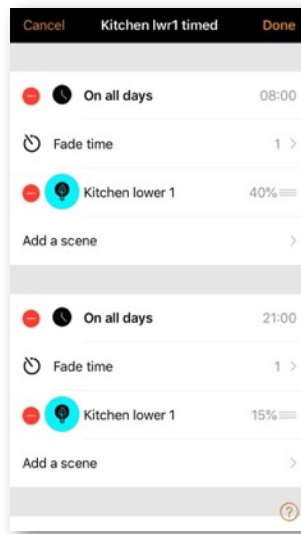 Cancel Kitchen lwr1 timed Done
On all days 08:00
Fade time 1 >
Kitchen lower 1 40%
Add a scene >
On all days 21:00
Fade time 1 >
Kitchen lower 1 15%
Add a scene >
?